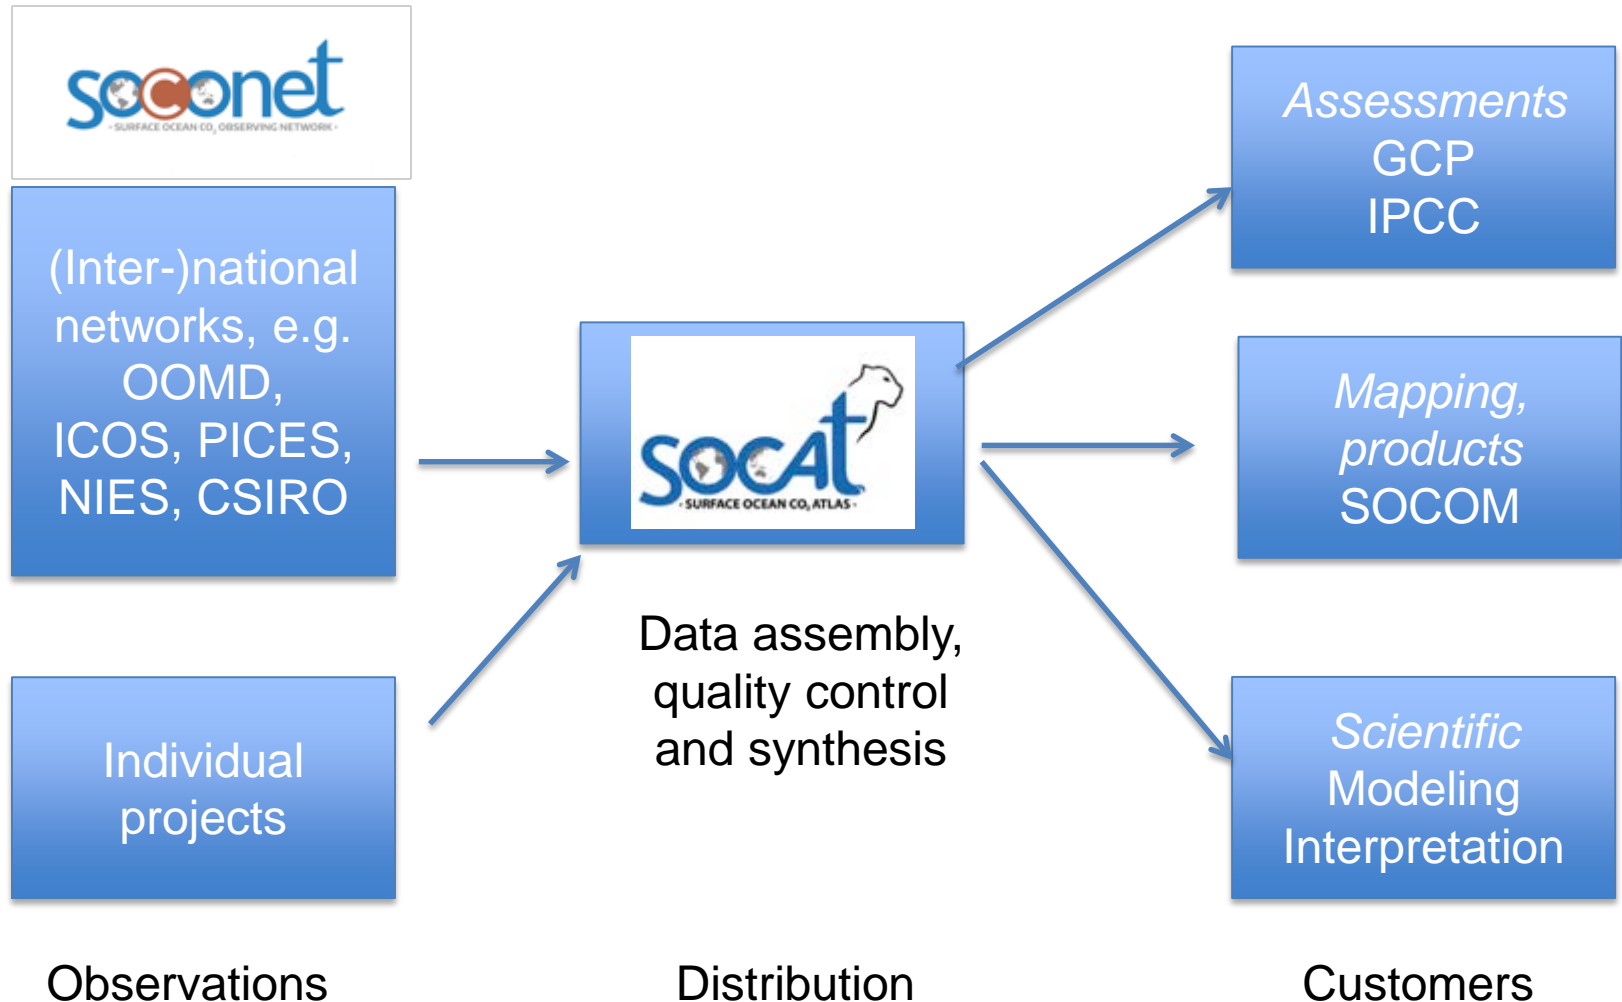 soconet
- SURFACE OCEAN CO₂ OBSERVING NETWORK -
(Inter-)national
networks, e.g.
OOMD,
ICOS, PICES,
NIES, CSIRO
Individual
projects
Observations
SOCAt
- SURFACE OCEAN CO₂ ATLAS -
Data assembly,
quality control
and synthesis
Distribution
Assessments
GCP
IPCC
Mapping,
products
SOCOM
Scientific
Modeling
Interpretation
Customers